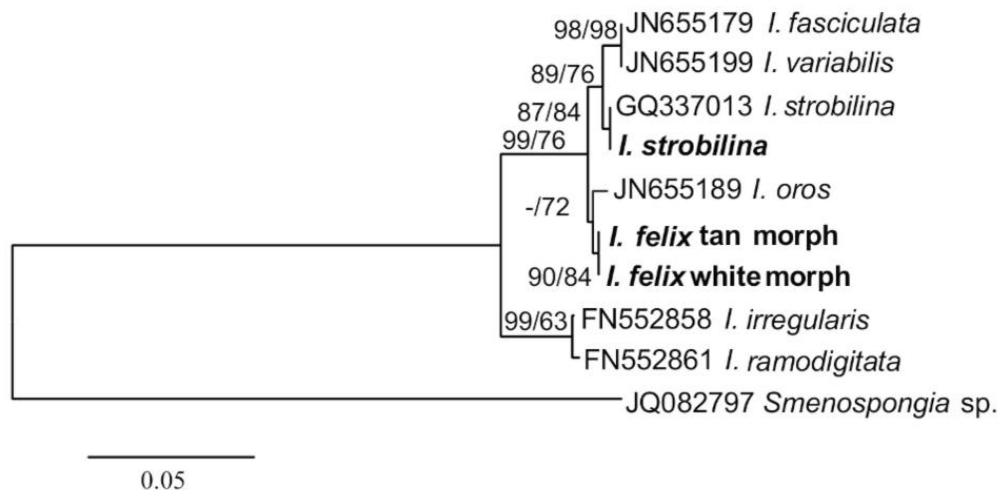 98/98 JN655179 I. fasciculata
JN655199 I. variabilis
89/76
GQ337013 I. strobilina
87/84
99/76 I. strobilina
JN655189 I. oros
-/72
I. felix tan morph
90/84 I. felix white morph
99/63 FN552858 I. irregularis
FN552861 I. ramodigitata
JQ082797 Smenospongia sp.
0.05